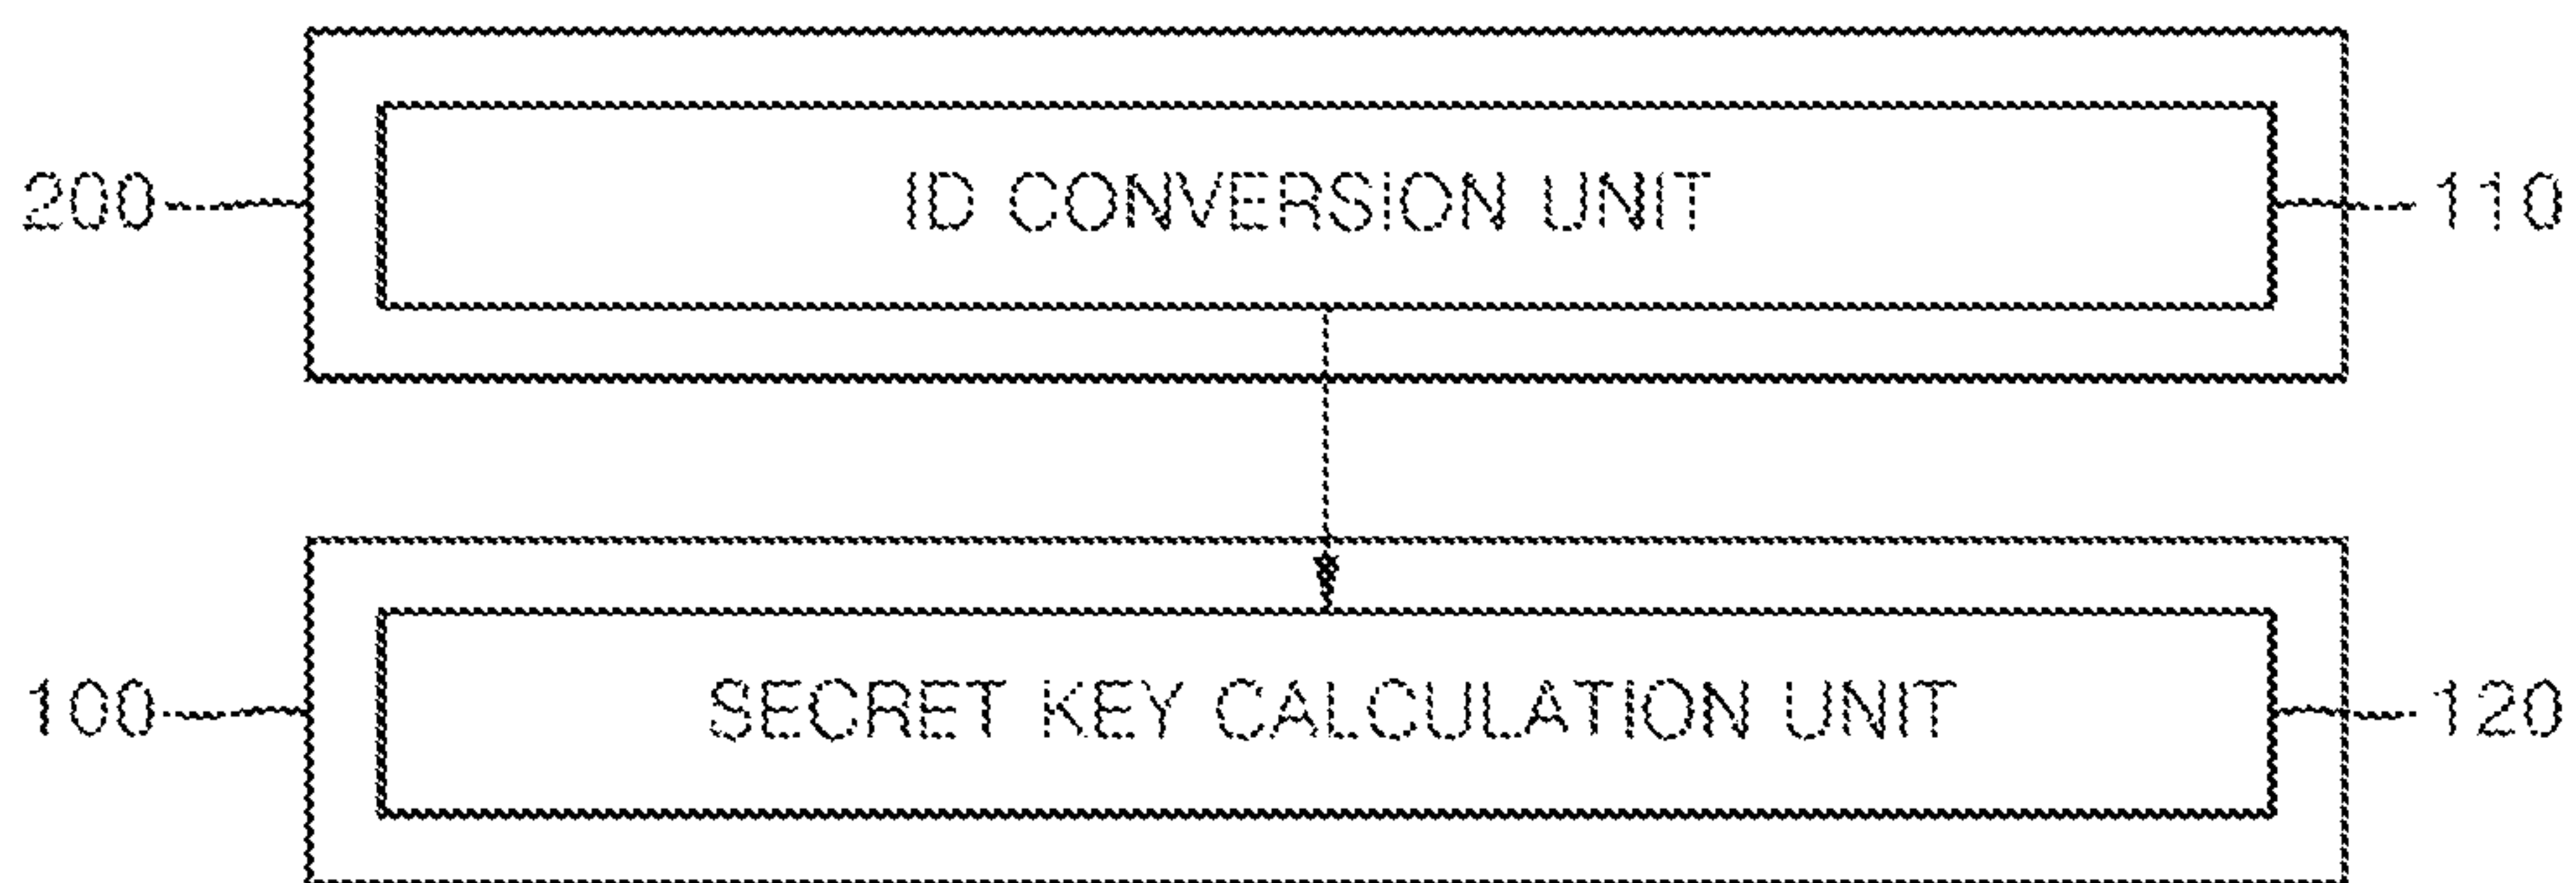 200 ID CONVERSION UNIT 110
100 SECRET KEY CALCULATION UNIT 120